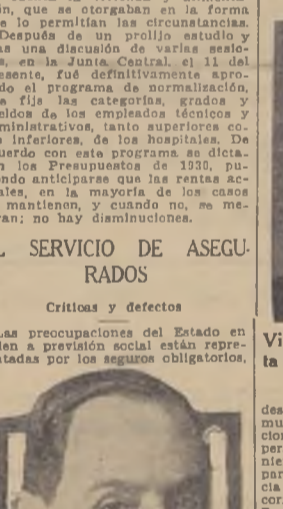 n, que se otorgaban en la forma
e lo permitían las circunstancias.
Después de un prolijo estudio y
as una discusión de varias sesio-
s, en la Junta Central, el 11 del
esente, fué definitivamente apro-
do el programa de normalización,
e fija las categorías, grados y
eldos de los empleados técnicos y
ministrativos, tanto superiores co-
inferiores, de los hospitales. De
uerdo con este programa se dicta-
n los Presupuestos de 1930, pu-
endo anticiparse que las rentas ac-
ales, en la mayoría de los casos
mantienen, y cuando no, se me-
ran; no hay disminuciones.
L SERVICIO DE ASEGU-
RADOS
Críticas y defectos
Las preocupaciones del Estado en
den a previsión social están repre-
ntadas por los seguros obligatorios,
Vi
ta
des
mu
cion
per
nie
par
cia
cor